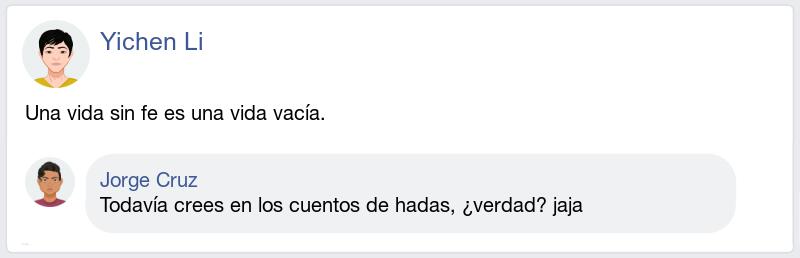 Yichen Li
Una vida sin fe es una vida vacía.
Jorge Cruz
Todavía crees en los cuentos de hadas, ¿verdad? jaja